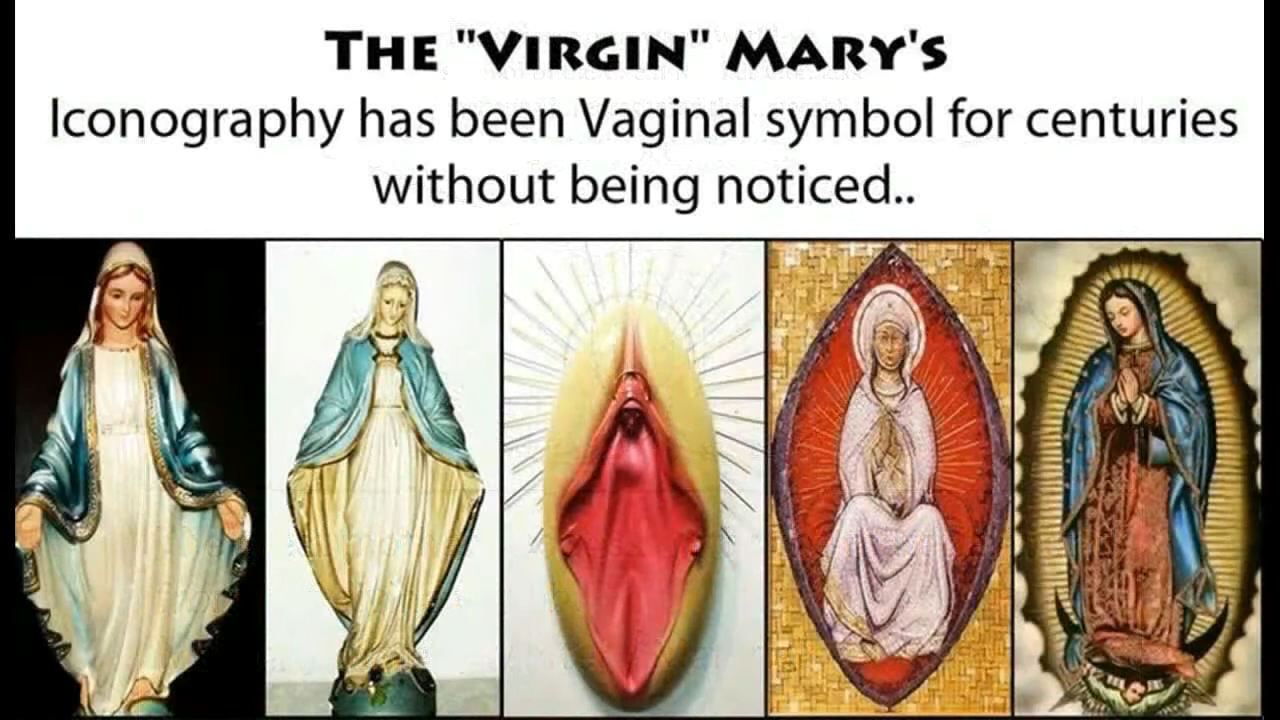 THE "VIRGIN" MARY'S
Iconography has been Vaginal symbol for centuries
without being noticed..